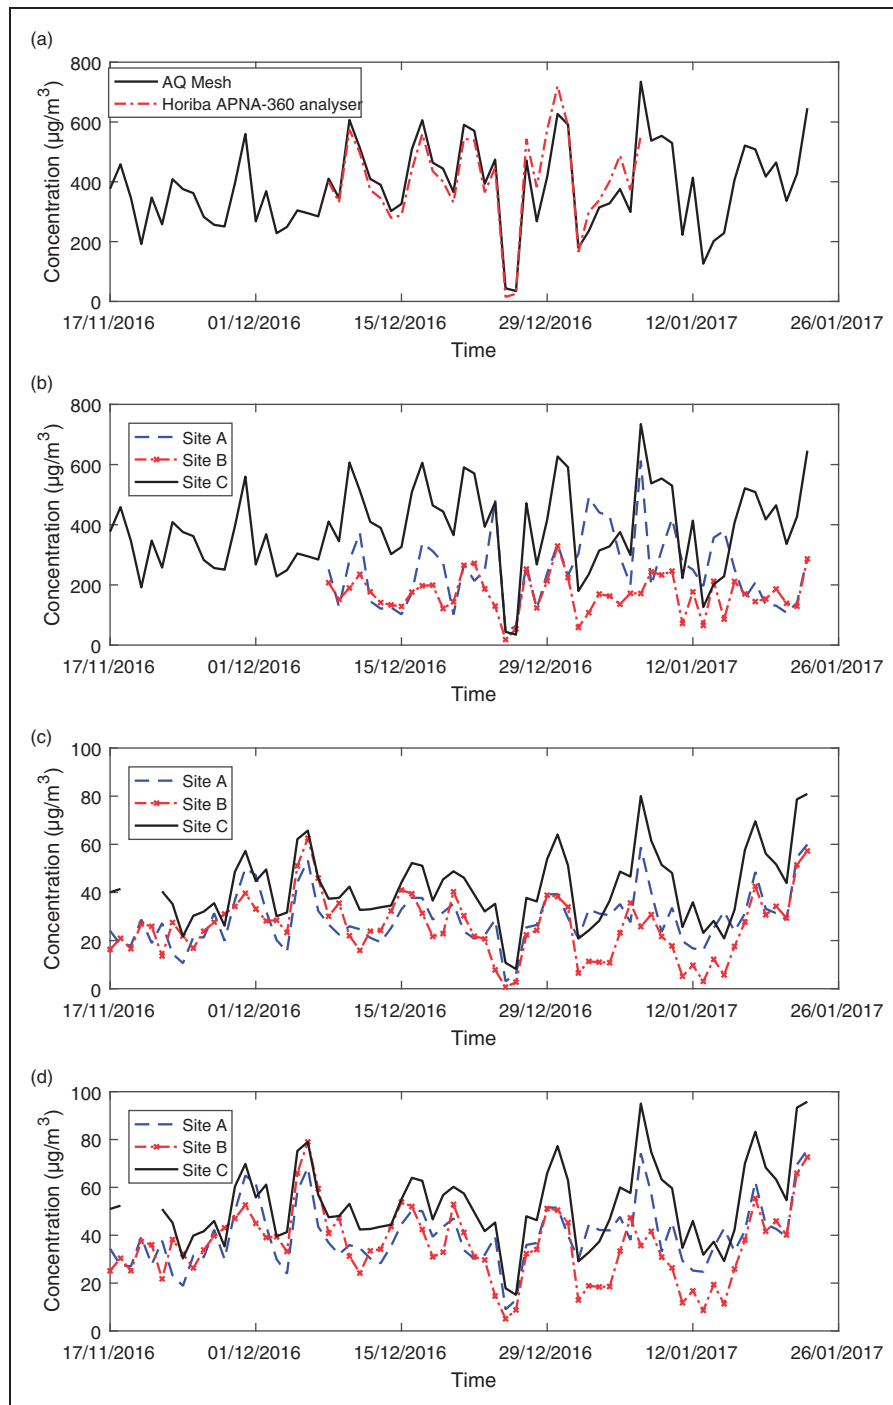 (a)
800
600
400
200
0
Concentration (µg/m³)
AQ Mesh
Horiba APNA-360 analyser
17/11/2016 01/12/2016 15/12/2016 29/12/2016 12/01/2017 26/01/2017
Time
(b)
800
600
400
200
0
Concentration (µg/m³)
Site A
Site B
Site C
17/11/2016 01/12/2016 15/12/2016 29/12/2016 12/01/2017 26/01/2017
Time
(c)
100
80
60
40
20
0
Concentration (µg/m³)
Site A
Site B
Site C
17/11/2016 01/12/2016 15/12/2016 29/12/2016 12/01/2017 26/01/2017
Time
(d)
100
80
60
40
20
0
Concentration (µg/m³)
Site A
Site B
Site C
17/11/2016 01/12/2016 15/12/2016 29/12/2016 12/01/2017 26/01/2017
Time